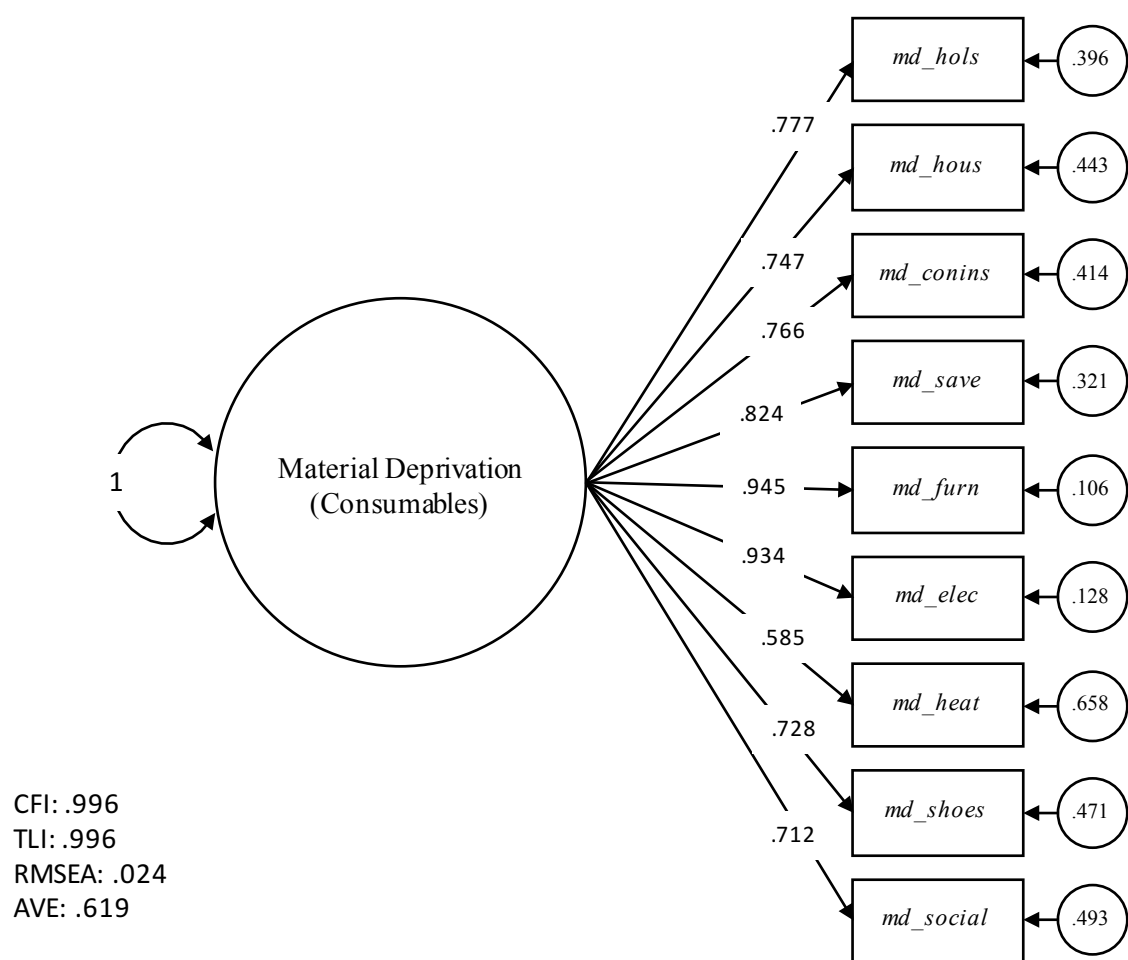 md_hols
.396
.777
md_hous
.443
.747
md_conins
.414
.766
md_save
.321
.824
1
Material Deprivation
(Consumables)
.945
md_furn
.106
.934
md_elec
.128
.585
md_heat
.658
.728
md_shoes
.471
.712
md_social
.493
CFI: .996
TLI: .996
RMSEA: .024
AVE: .619